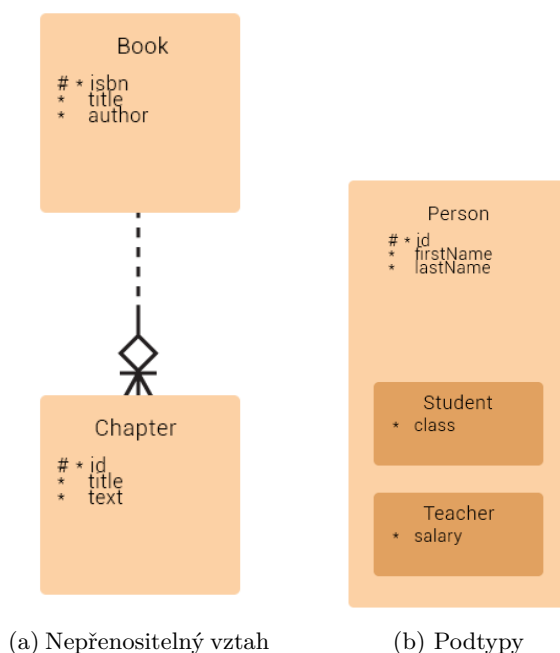 Book
# * isbn
* title
* author
Chapter
# * id
* title
* text
(a) Nepřenositelný vztah
Person
# * id
* firstName
* lastName
Student
* class
Teacher
* salary
(b) Podtypy